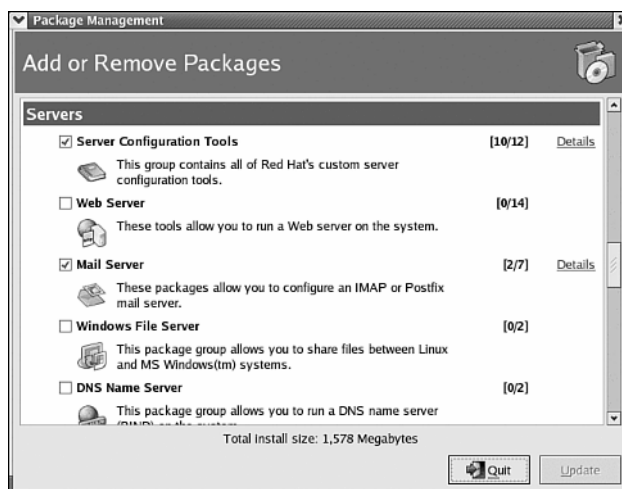 Package Management
Add or Remove Packages
Servers
Server Configuration Tools [10/12] Details
This group contains all of Red Hat's custom server
configuration tools.
Web Server [0/14]
These tools allow you to run a Web server on the system.
Mail Server [2/7] Details
These packages allow you to configure an IMAP or Postfix
mail server.
Windows File Server [0/2]
This package group allows you to share files between Linux
and MS Windows(tm) systems.
DNS Name Server [0/2]
This package group allows you to run a DNS name server
(BIND) on the system.
Total install size: 1,578 Megabytes
Quit Update